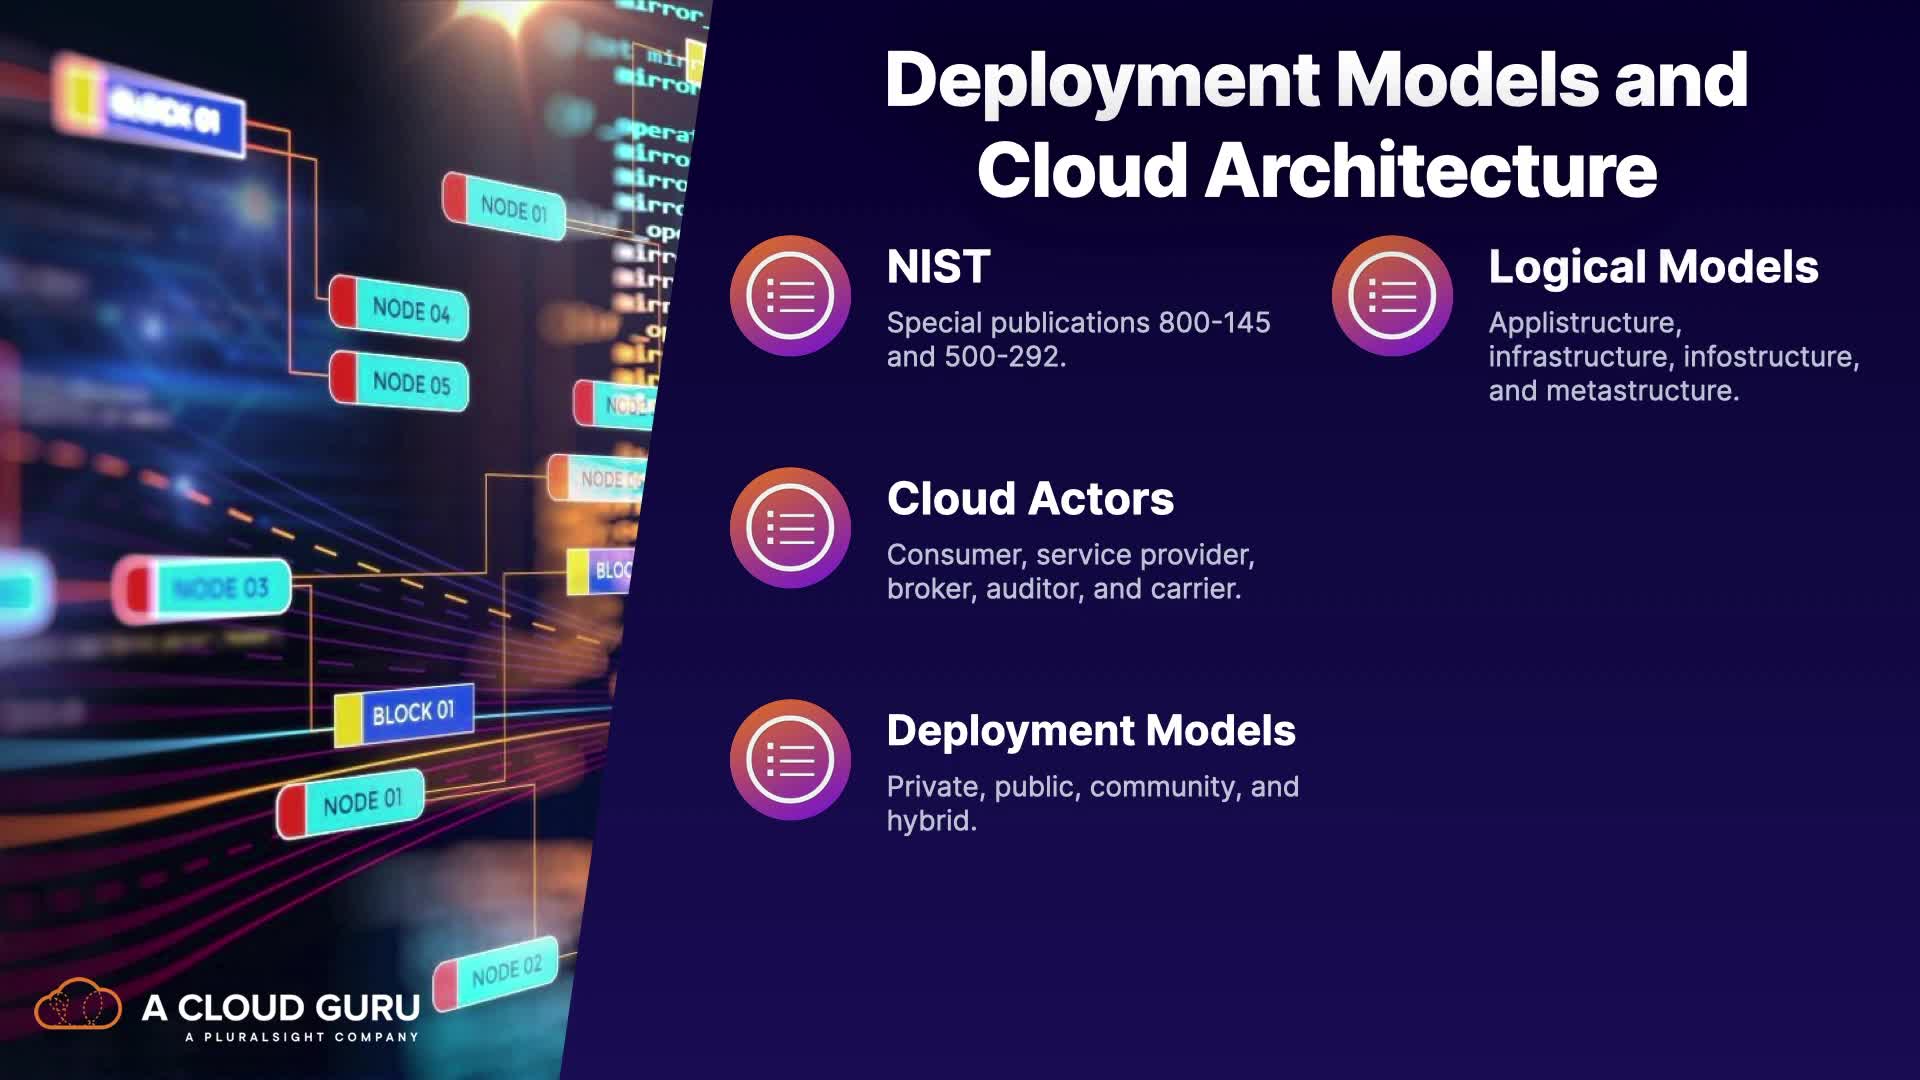 Deployment Models and
Cloud Architecture
NIST
Special publications 800-145
and 500-292.
Cloud Actors
Consumer, service provider,
broker, auditor, and carrier.
Deployment Models
Private, public, community, and
hybrid.
Logical Models
Applistructure,
infrastructure, infostructure,
and metastructure.
BLOCK 01
NODE 01
NODE 04
NODE 05
NODE 03
BLOCK 01
NODE 01
NODE 02
A CLOUD GURU
A PLURALSIGHT COMPANY